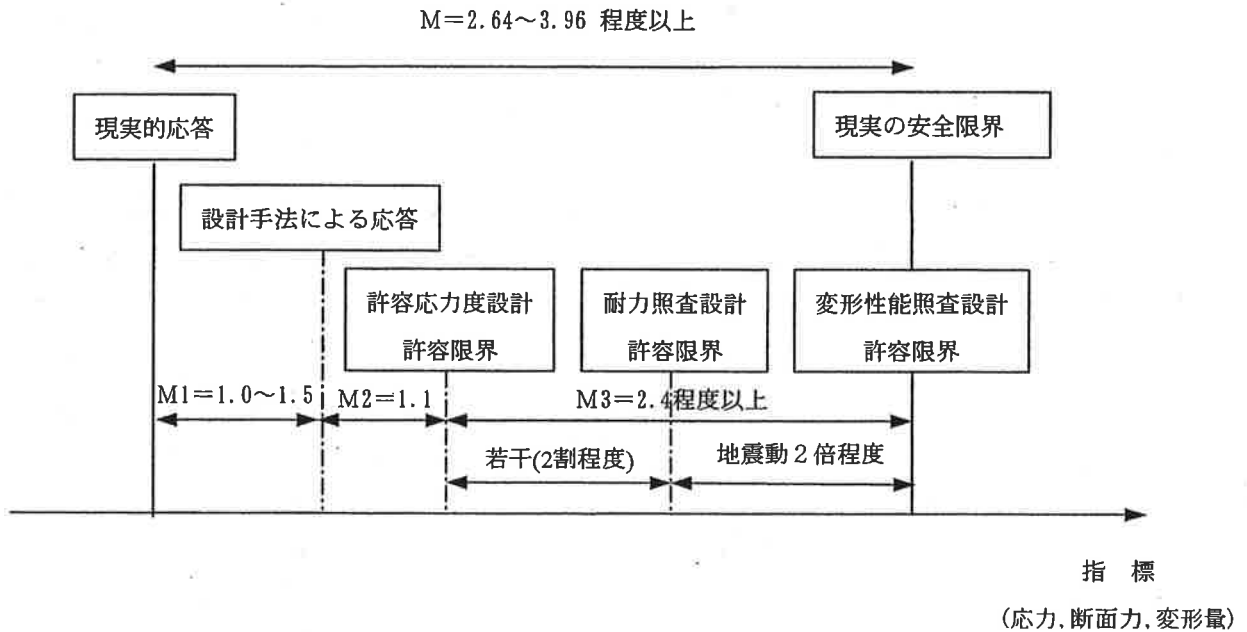 M=2.64～3.96 程度以上
現実的応答
現実の安全限界
設計手法による応答
許容応力度設計
許容限界
耐力照査設計
許容限界
変形性能照査設計
許容限界
M1=1.0～1.5
M2=1.1
M3=2.4程度以上
若干(2割程度)
地震動２倍程度
指 標
(応力,断面力,変形量)